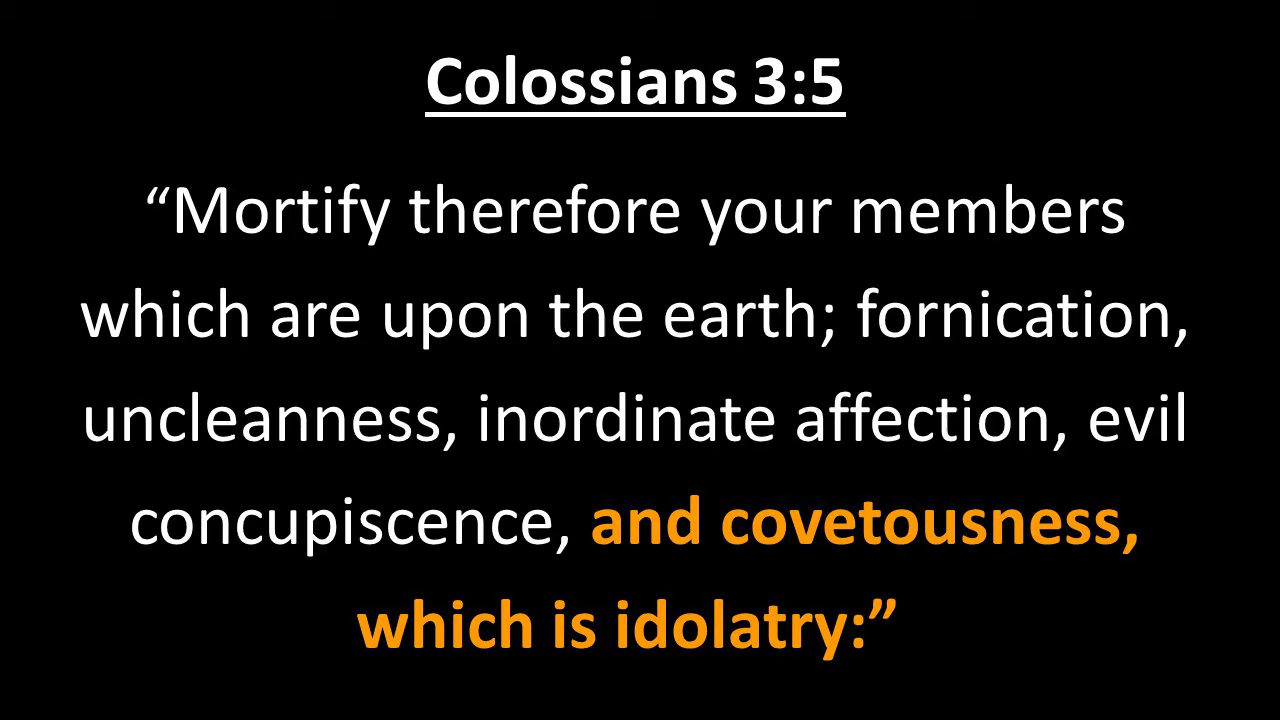 Colossians 3:5
“Mortify therefore your members
which are upon the earth; fornication,
uncleanness, inordinate affection, evil
concupiscence, and covetousness,
which is idolatry:”